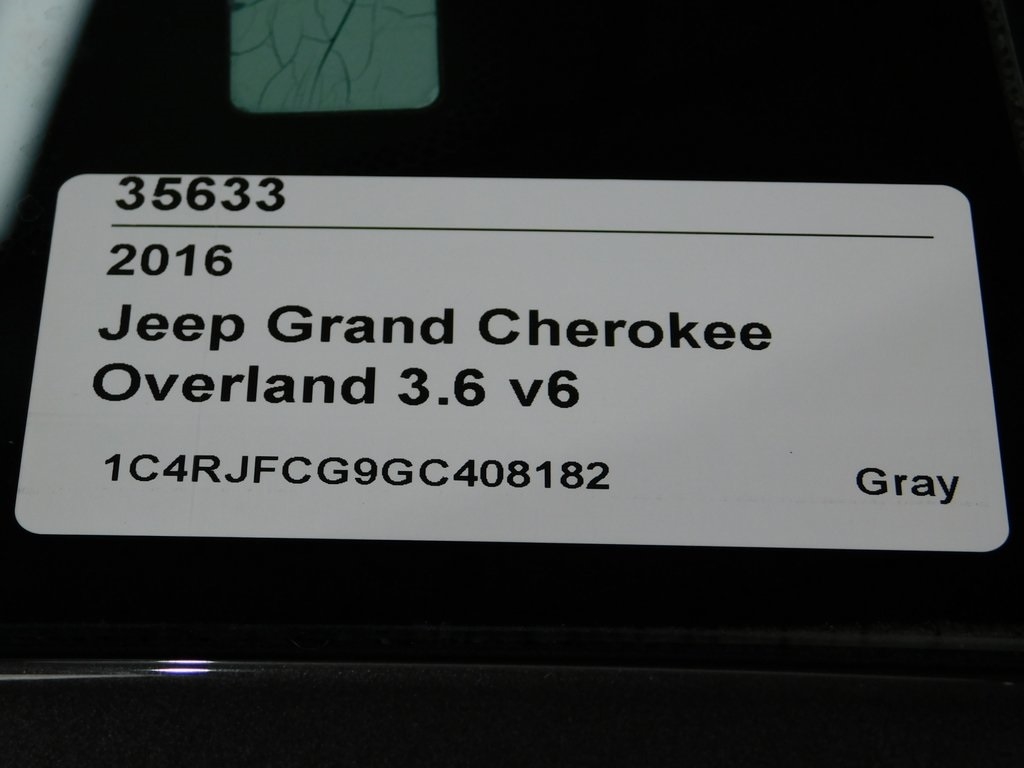 35633
2016
Jeep Grand Cherokee
Overland 3.6 v6
1C4RJFCG9GC408182 Gray